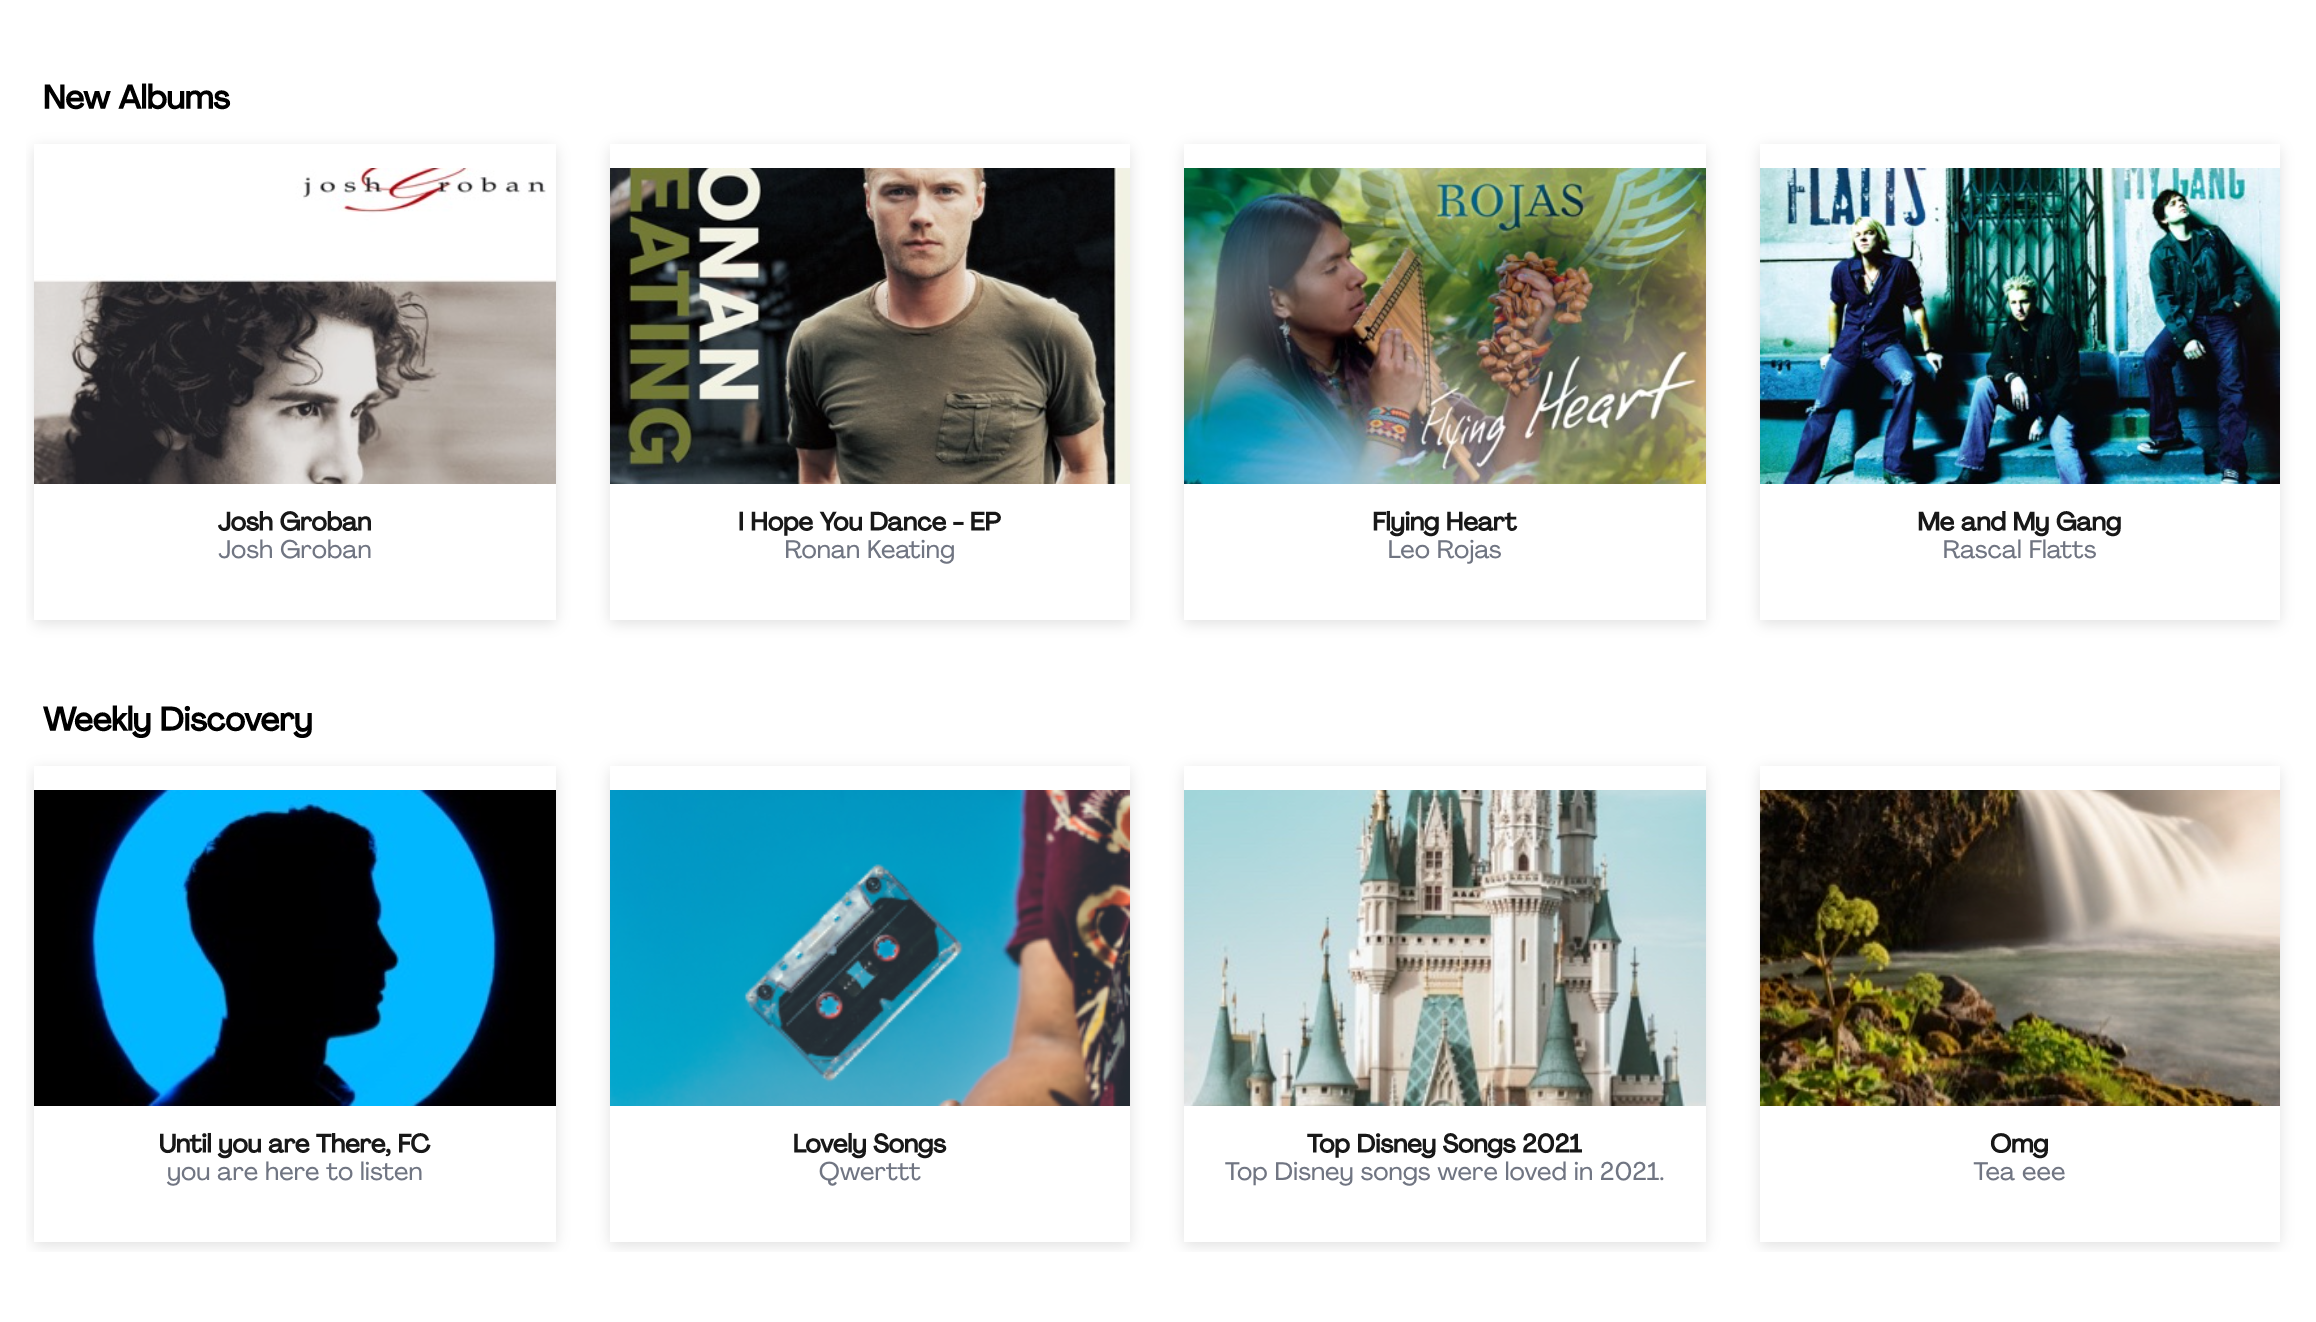 New Albums
josh Groban
Josh Groban
Josh Groban
ONAN
EATING
I Hope You Dance - EP
Ronan Keating
ROJAS
Flying Heart
Flying Heart
Leo Rojas
FLATTS
MY GANG
Me and My Gang
Rascal Flatts
Weekly Discovery
Until you are There, FC
you are here to listen
Lovely Songs
Qwerttt
Top Disney Songs 2021
Top Disney songs were loved in 2021.
Omg
Tea eee